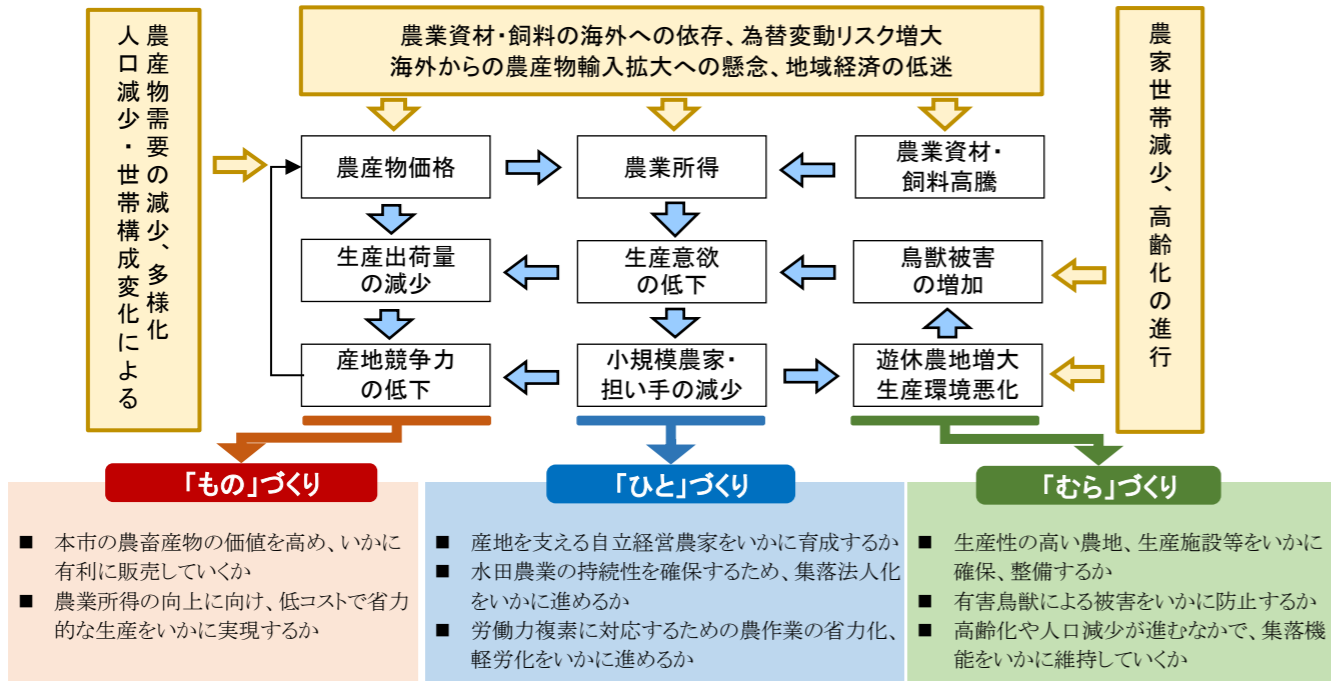 農産物需要の減少、多様化
人口減少・世帯構成変化による
農業資材・飼料の海外への依存、為替変動リスク増大
海外からの農産物輸入拡大への懸念、地域経済の低迷
農家世帯減少、高齢化の進行
農産物価格
農業所得
農業資材・
飼料高騰
生産出荷量
の減少
生産意欲
の低下
鳥獣被害
の増加
産地競争力
の低下
小規模農家・
担い手の減少
遊休農地増大
生産環境悪化
「もの」づくり
■ 本市の農畜産物の価値を高め、いかに
有利に販売していくか
■ 農業所得の向上に向け、低コストで省力
的な生産をいかに実現するか
「ひと」づくり
■ 産地を支える自立経営農家をいかに育成するか
■ 水田農業の持続性を確保するため、集落法人化
をいかに進めるか
■ 労働力複素に対応するための農作業の省力化、
軽労化をいかに進めるか
「むら」づくり
■ 生産性の高い農地、生産施設等をいかに
確保、整備するか
■ 有害鳥獣による被害をいかに防止するか
■ 高齢化や人口減少が進むなかで、集落機
能をいかに維持していくか